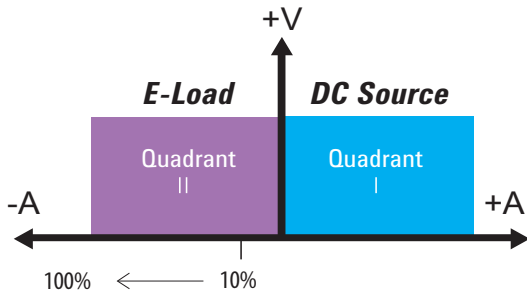 +V
E-Load DC Source
Quadrant Quadrant
II I
-A +A
100% 10%